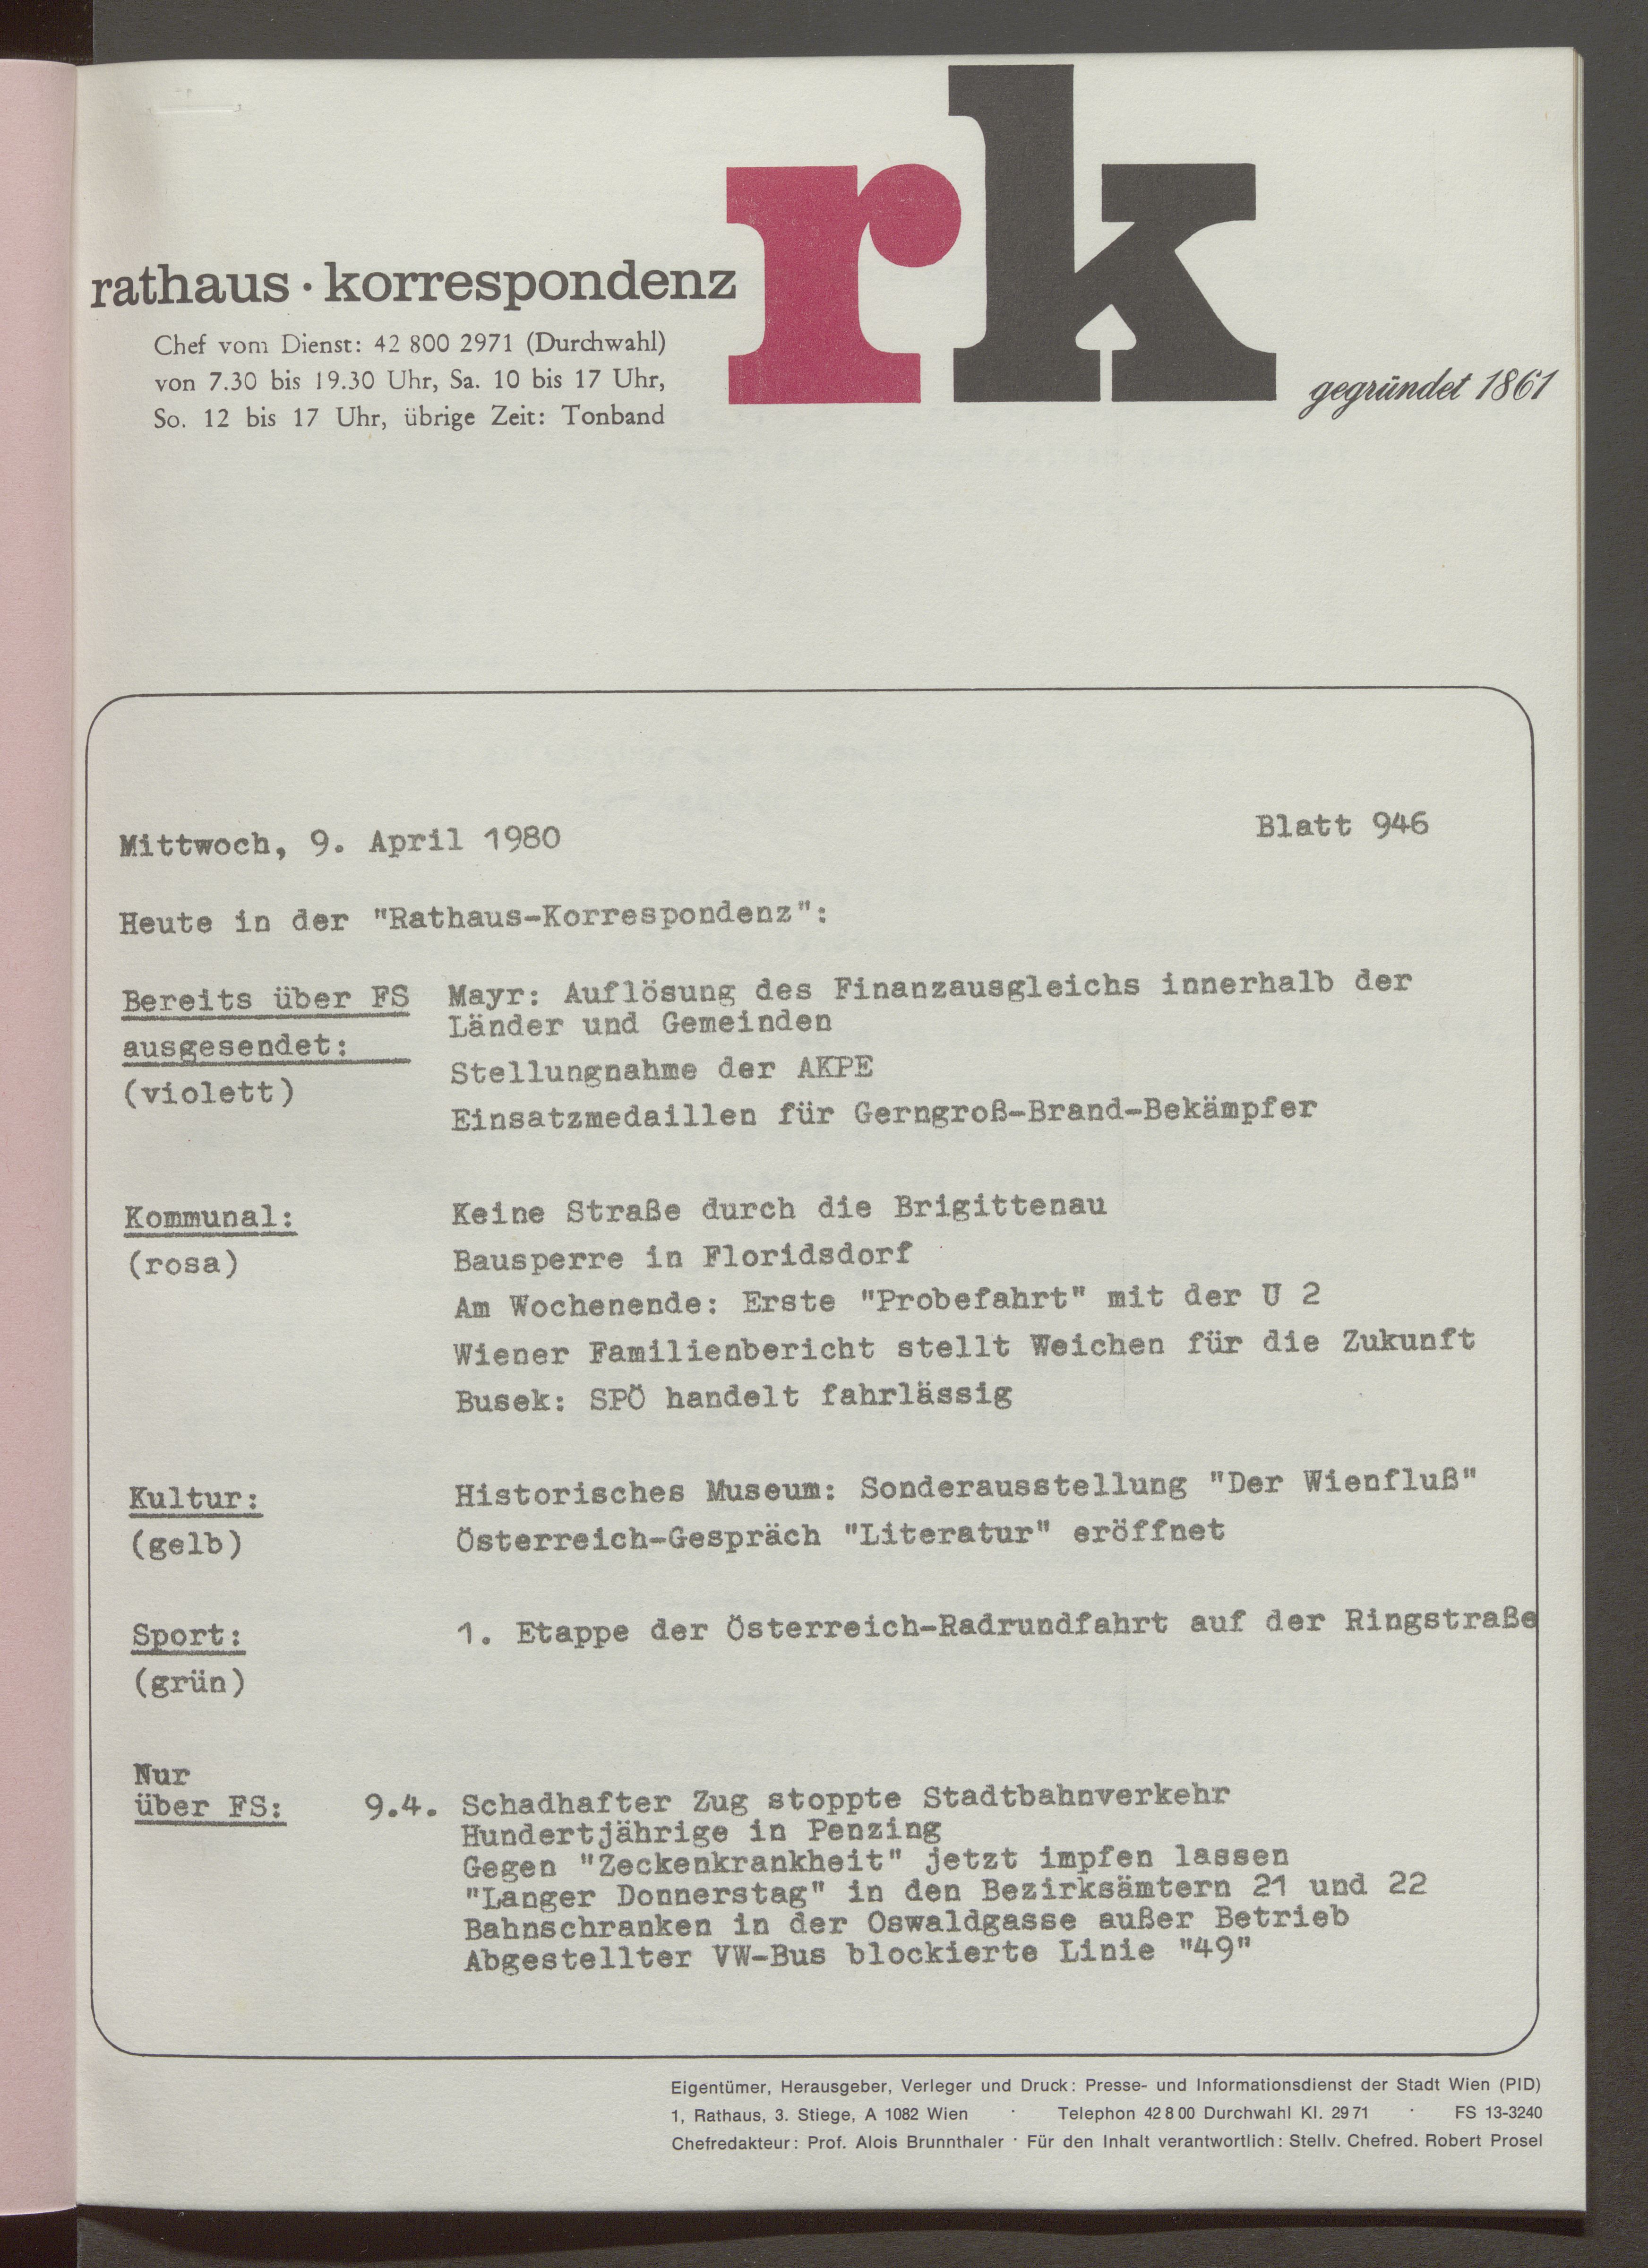 rk
rathaus · korrespondenz
Chef vom Dienst: 42 800 2971 (Durchwahl)
von 7.30 bis 19.30 Uhr, Sa. 10 bis 17 Uhr,
So. 12 bis 17 Uhr, übrige Zeit: Tonband
gegründet 1861
Mittwoch, 9. April 1980
Blatt 946
Heute in der "Rathaus-Korrespondenz":
Bereits über FS
ausgesendet:
(violett)
Mayr: Auflösung des Finanzausgleichs innerhalb der
Länder und Gemeinden
Stellungnahme der AKPE
Einsatzmedaillen für Gerngroß-Brand-Bekämpfer
Kommunal:
(rosa)
Keine Straße durch die Brigittenau
Bausperre in Floridsdorf
Am Wochenende: Erste "Probefahrt" mit der U 2
Wiener Familienbericht stellt Weichen für die Zukunft
Busek: SPÖ handelt fahrlässig
Kultur:
(gelb)
Historisches Museum: Sonderausstellung "Der Wienfluß"
Österreich-Gespräch "Literatur" eröffnet
Sport:
(grün)
1. Etappe der Österreich-Radrundfahrt auf der Ringstraße
Nur
über FS:
9.4. Schadhafter Zug stoppte Stadtbahnverkehr
Hundertjährige in Penzing
Gegen "Zeckenkrankheit" jetzt impfen lassen
"Langer Donnerstag" in den Bezirksämtern 21 und 22
Bahnschranken in der Oswaldgasse außer Betrieb
Abgestellter VW-Bus blockierte Linie "49"
Eigentümer, Herausgeber, Verleger und Druck: Presse- und Informationsdienst der Stadt Wien (PID)
1, Rathaus, 3. Stiege, A 1082 Wien · Telephon 42 8 00 Durchwahl Kl. 29 71 · FS 13-3240
Chefredakteur: Prof. Alois Brunnthaler · Für den Inhalt verantwortlich: Stellv. Chefred. Robert Prosel